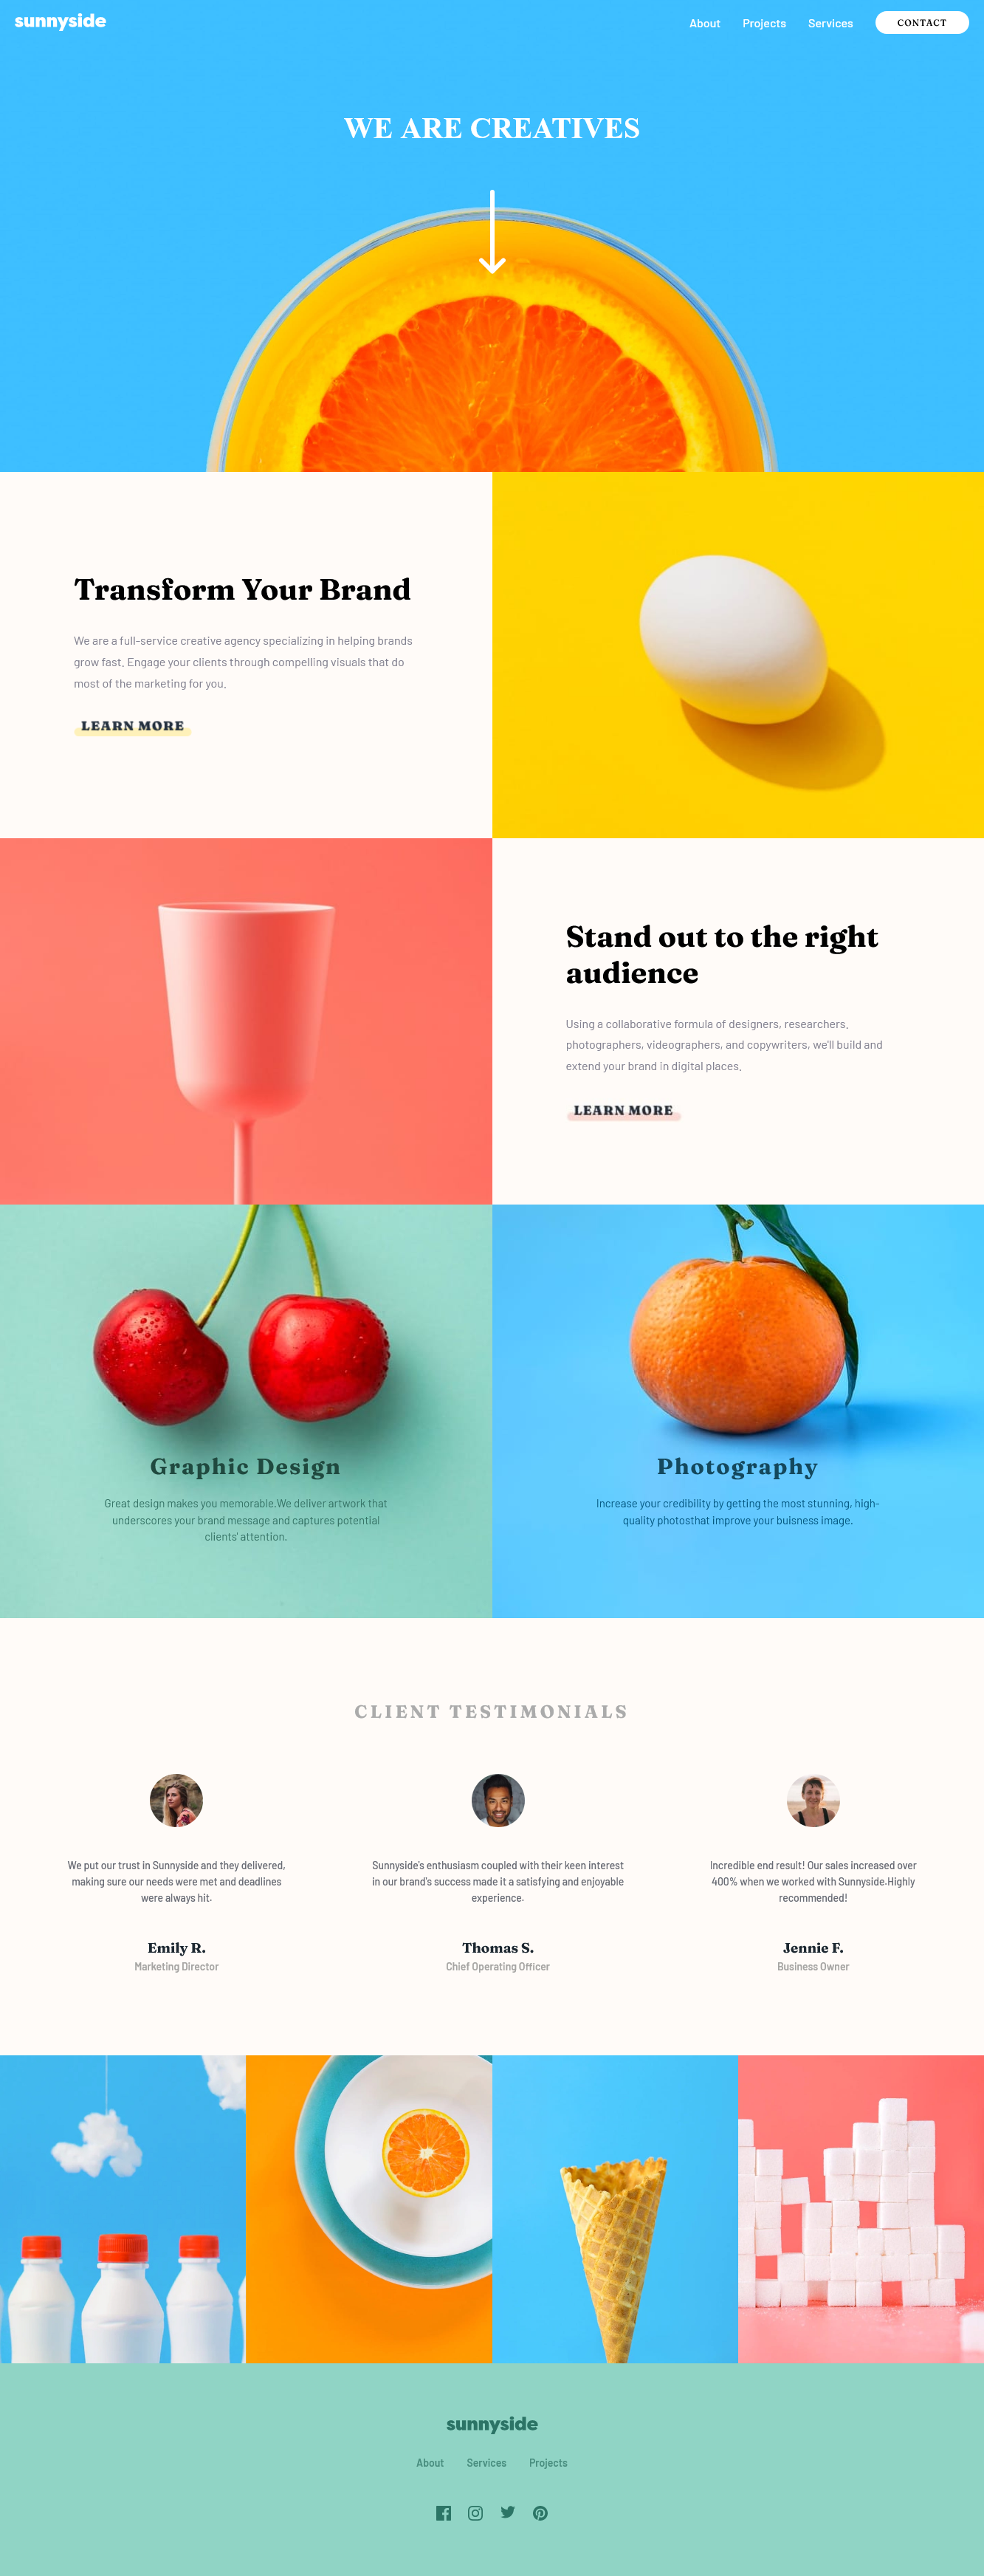 sunnyside
About Projects Services CONTACT
WE ARE CREATIVES
Transform Your Brand
We are a full-service creative agency specializing in helping brands
grow fast. Engage your clients through compelling visuals that do
most of the marketing for you.
LEARN MORE
Stand out to the right
audience
Using a collaborative formula of designers, researchers.
photographers, videographers, and copywriters, we'll build and
extend your brand in digital places.
LEARN MORE
Graphic Design
Great design makes you memorable.We deliver artwork that
underscores your brand message and captures potential
clients' attention.
Photography
Increase your credibility by getting the most stunning, high-
quality photosthat improve your buisness image.
CLIENT TESTIMONIALS
We put our trust in Sunnyside and they delivered,
making sure our needs were met and deadlines
were always hit.
Emily R.
Marketing Director
Sunnyside's enthusiasm coupled with their keen interest
in our brand's success made it a satisfying and enjoyable
experience.
Thomas S.
Chief Operating Officer
Incredible end result! Our sales increased over
400% when we worked with Sunnyside.Highly
recommended!
Jennie F.
Business Owner
sunnyside
About Services Projects